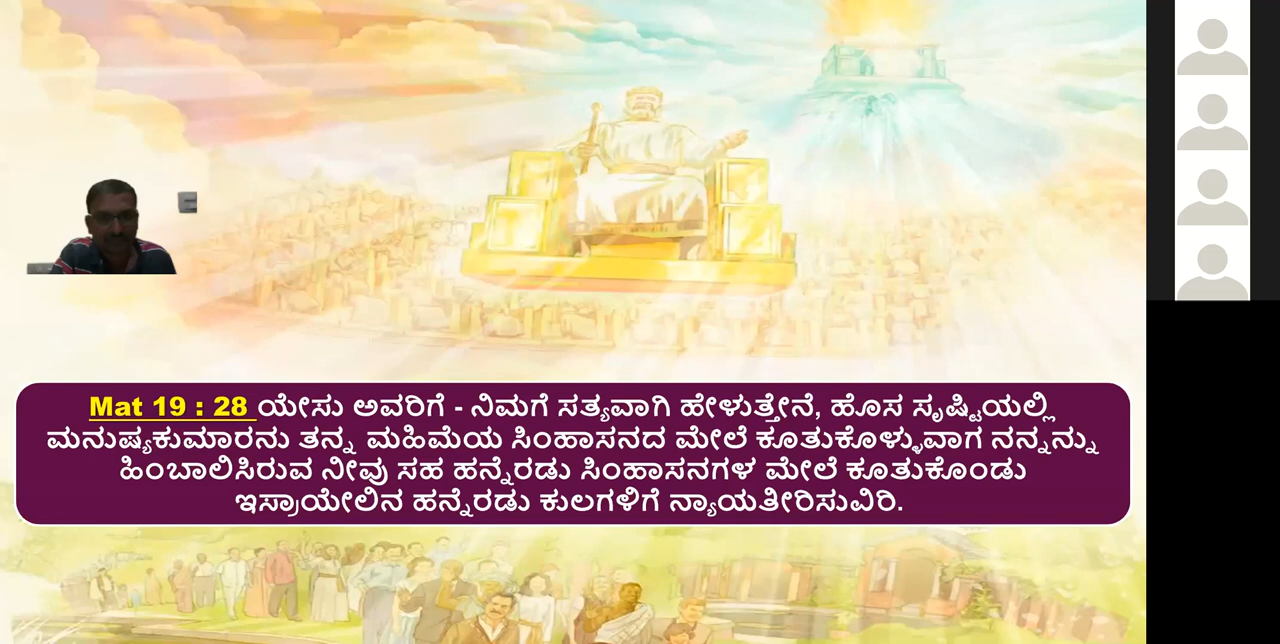 Mat 19 : 28 ಯೇಸು ಅವರಿಗೆ - ನಿಮಗೆ ಸತ್ಯವಾಗಿ ಹೇಳುತ್ತೇನೆ, ಹೊಸ ಸೃಷ್ಟಿಯಲ್ಲಿ
ಮನುಷ್ಯಕುಮಾರನು ತನ್ನ ಮಹಿಮೆಯ ಸಿಂಹಾಸನದ ಮೇಲೆ ಕೂತುಕೊಳ್ಳುವಾಗ ನನ್ನನ್ನು
ಹಿಂಬಾಲಿಸಿರುವ ನೀವು ಸಹ ಹನ್ನೆರಡು ಸಿಂಹಾಸನಗಳ ಮೇಲೆ ಕೂತುಕೊಂಡು
ಇಸ್ರಾಯೇಲಿನ ಹನ್ನೆರಡು ಕುಲಗಳಿಗೆ ನ್ಯಾಯತೀರಿಸುವಿರಿ.